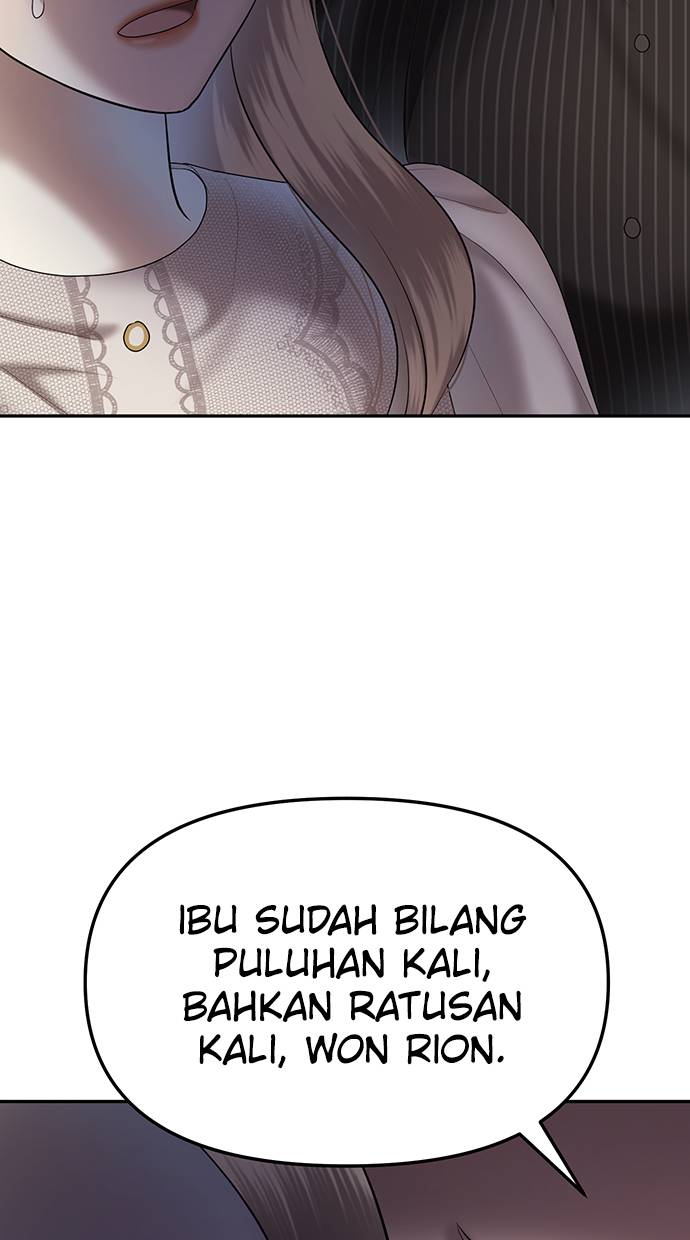 IBU SUDAH BILANG
PULUHAN KALI,
BAHKAN RATUSAN
KALI, WON RION.